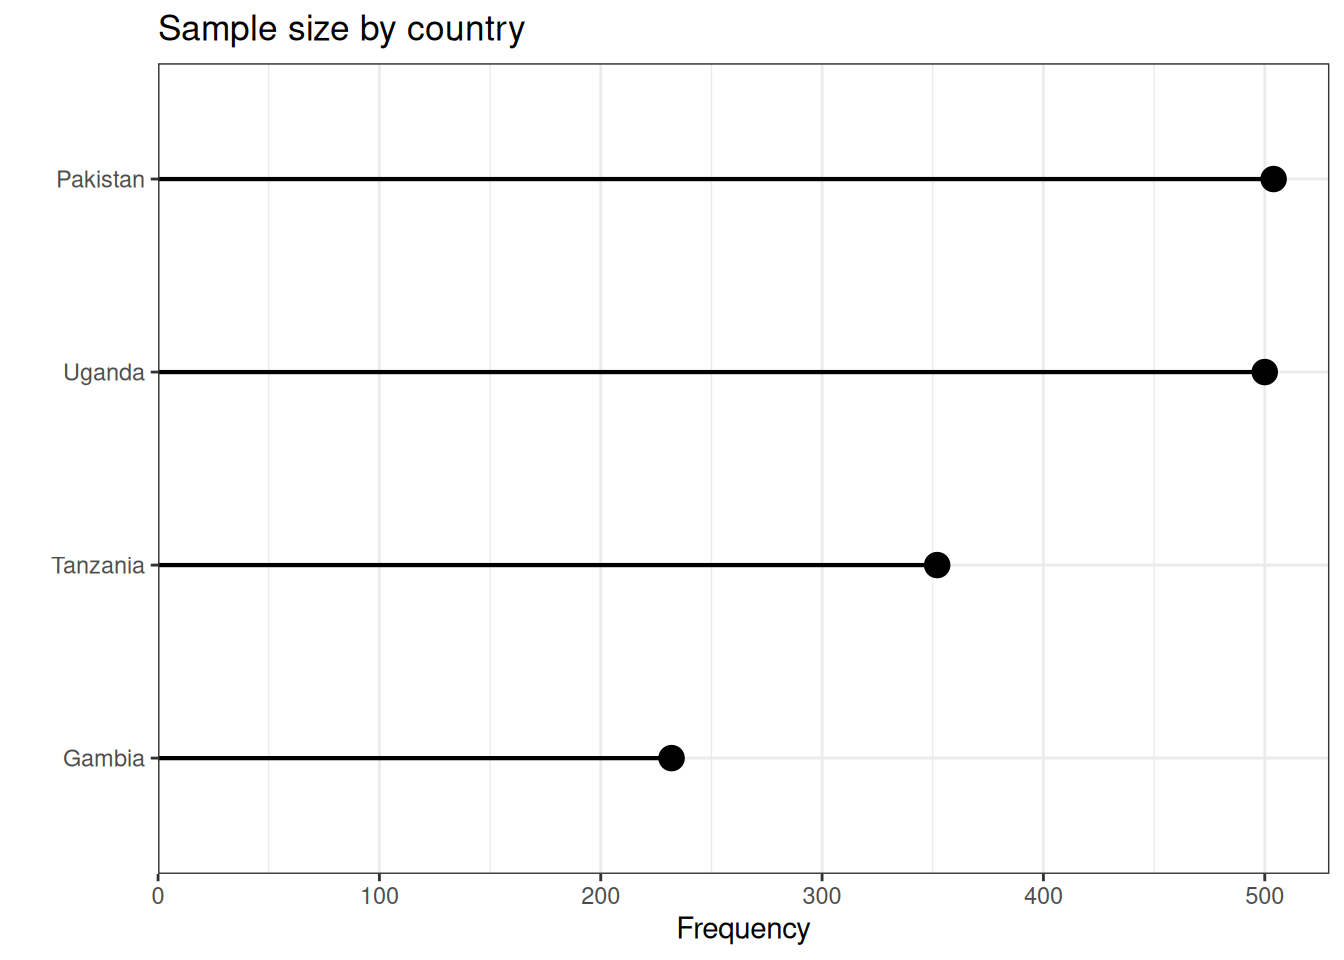 Sample size by country
Pakistan
Uganda
Tanzania
Gambia
0 100 200 300 400 500
Frequency